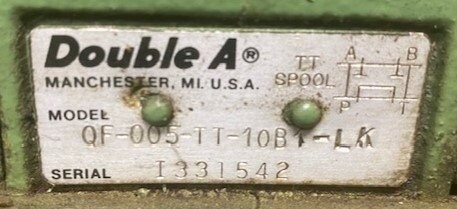 Double A®
MANCHESTER, MI. U.S.A.
TT
SPOOL
A B
P T
MODEL QF-005-TT-10B1-LK
SERIAL I331542